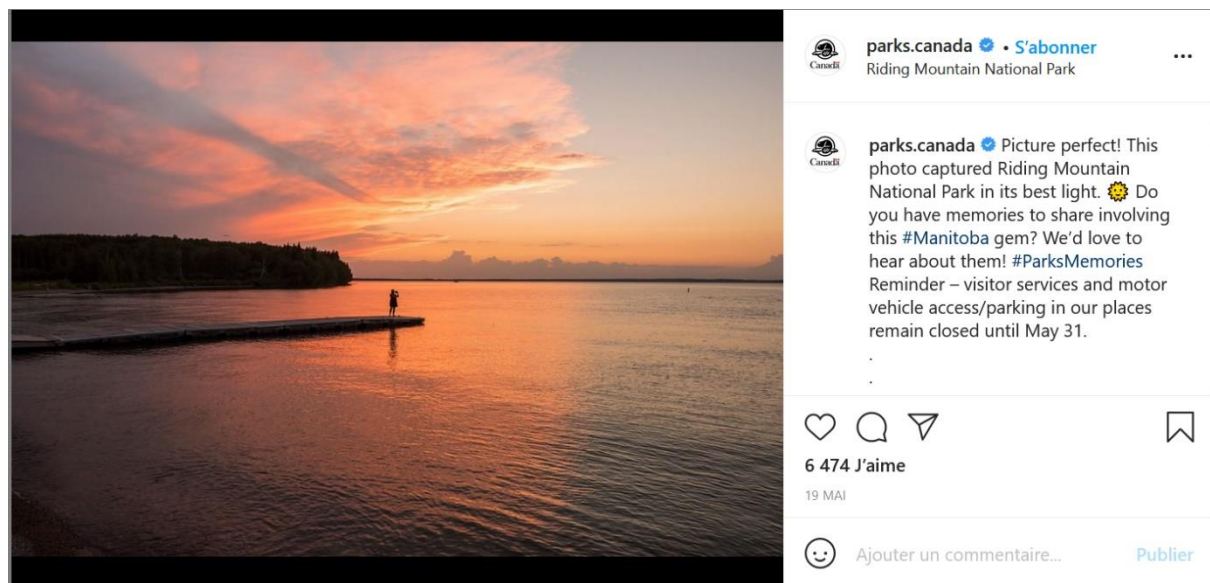 parks.canada • S'abonner
Riding Mountain National Park
Canada
parks.canada Picture perfect! This
photo captured Riding Mountain
National Park in its best light. 🌞 Do
you have memories to share involving
this #Manitoba gem? We'd love to
hear about them! #ParksMemories
Reminder – visitor services and motor
vehicle access/parking in our places
remain closed until May 31.
.
.
Canada
6 474 J'aime
19 MAI
Ajouter un commentaire... Publier